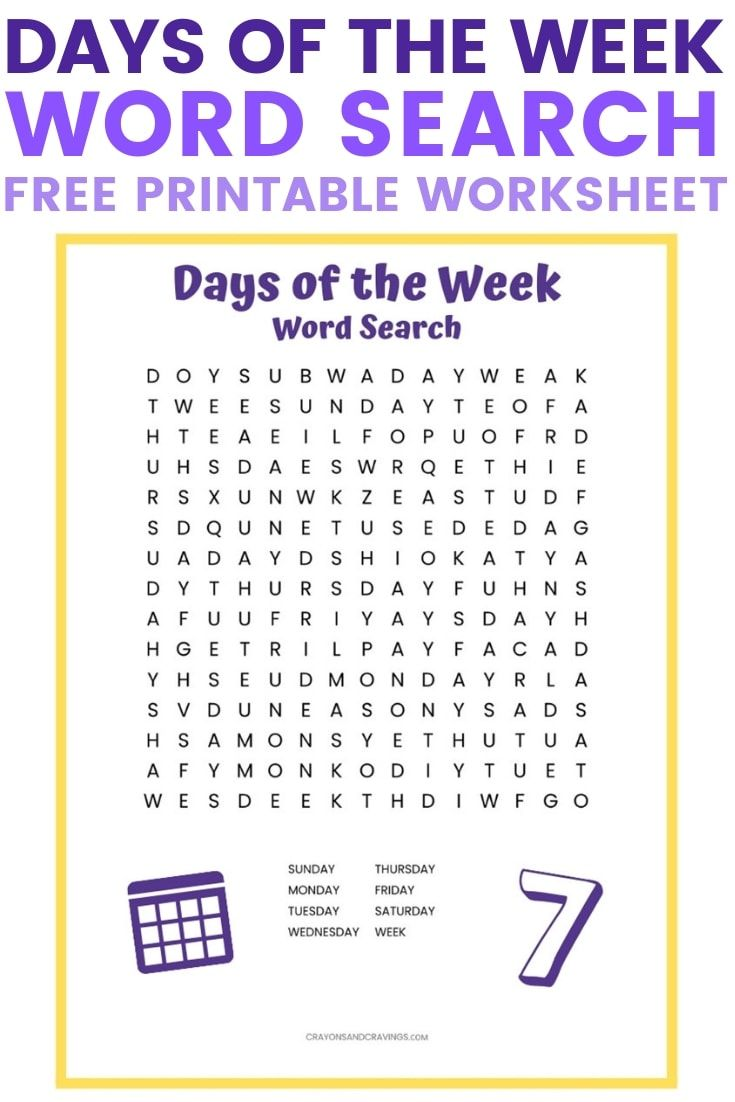 DAYS OF THE WEEK
WORD SEARCH
FREE PRINTABLE WORKSHEET
Days of the Week
Word Search
D O Y S U B W A D A Y W E A K
T W E E S U N D A Y T E O F A
H T E A E I L F O P U O F R D
U H S D A E S W R Q E T H I E
R S X U N W K Z E A S T U D F
S D Q U N E T U S E D E D A G
U A D A Y D S H I O K A T Y A
D Y T H U R S D A Y F U H N S
A F U U F R I Y A Y S D A Y H
H G E T R I L P A Y F A C A D
Y H S E U D M O N D A Y R L A
S V D U N E A S O N Y S A D S
H S A M O N S Y E T H U T U A
A F Y M O N K O D I Y T U E T
W E S D E E K T H D I W F G O
SUNDAY THURSDAY
MONDAY FRIDAY
TUESDAY SATURDAY
WEDNESDAY WEEK
7
CRAYONSANDCRAVINGS.COM